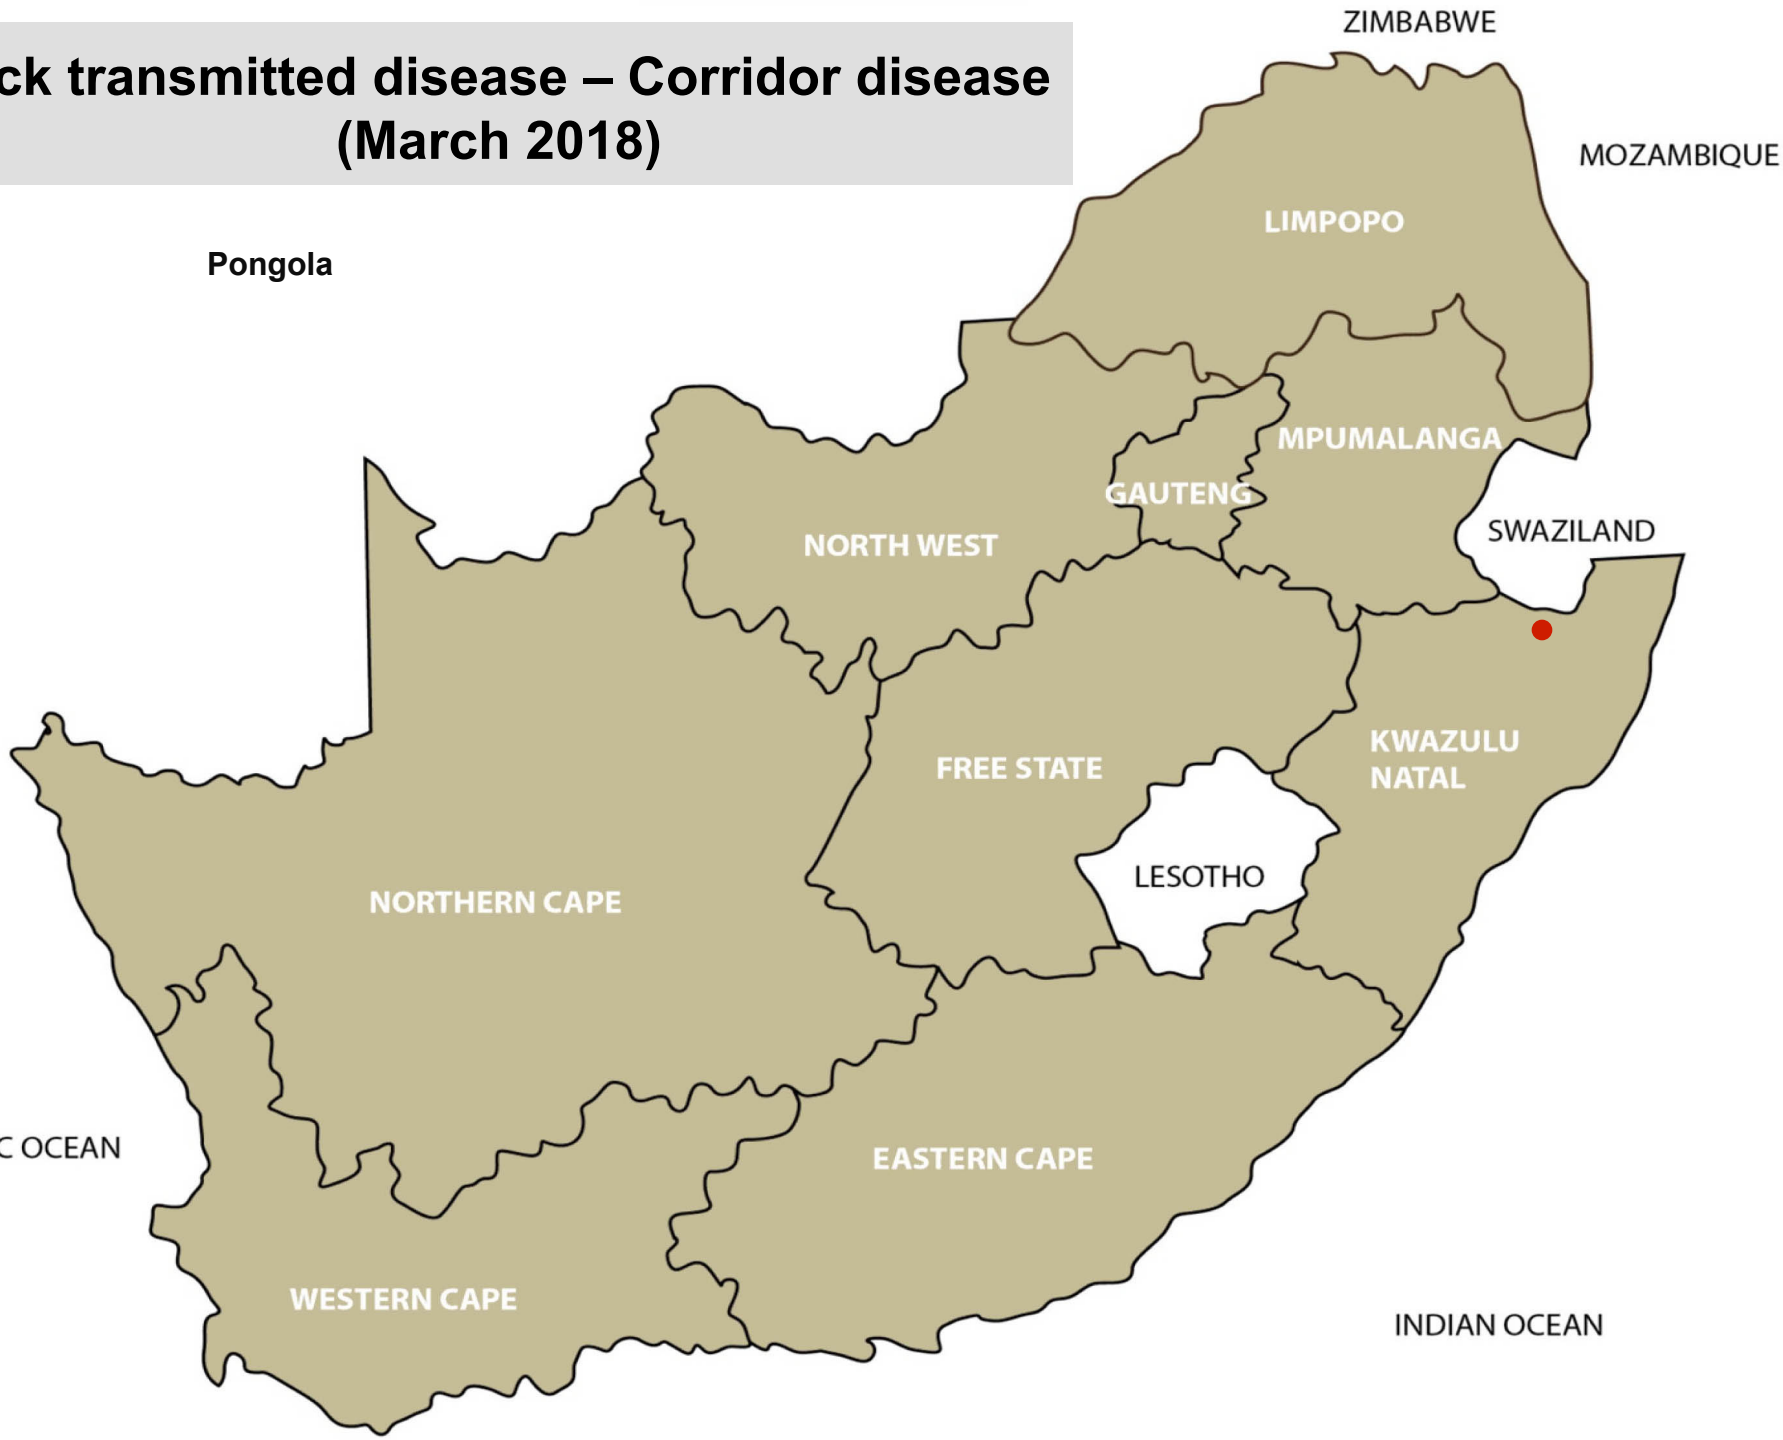 ck transmitted disease – Corridor disease
(March 2018)
ZIMBABWE
MOZAMBIQUE
LIMPOPO
Pongola
MPUMALANGA
GAUTENG
SWAZILAND
NORTH WEST
KWAZULU
NATAL
FREE STATE
LESOTHO
NORTHERN CAPE
C OCEAN
EASTERN CAPE
WESTERN CAPE
INDIAN OCEAN